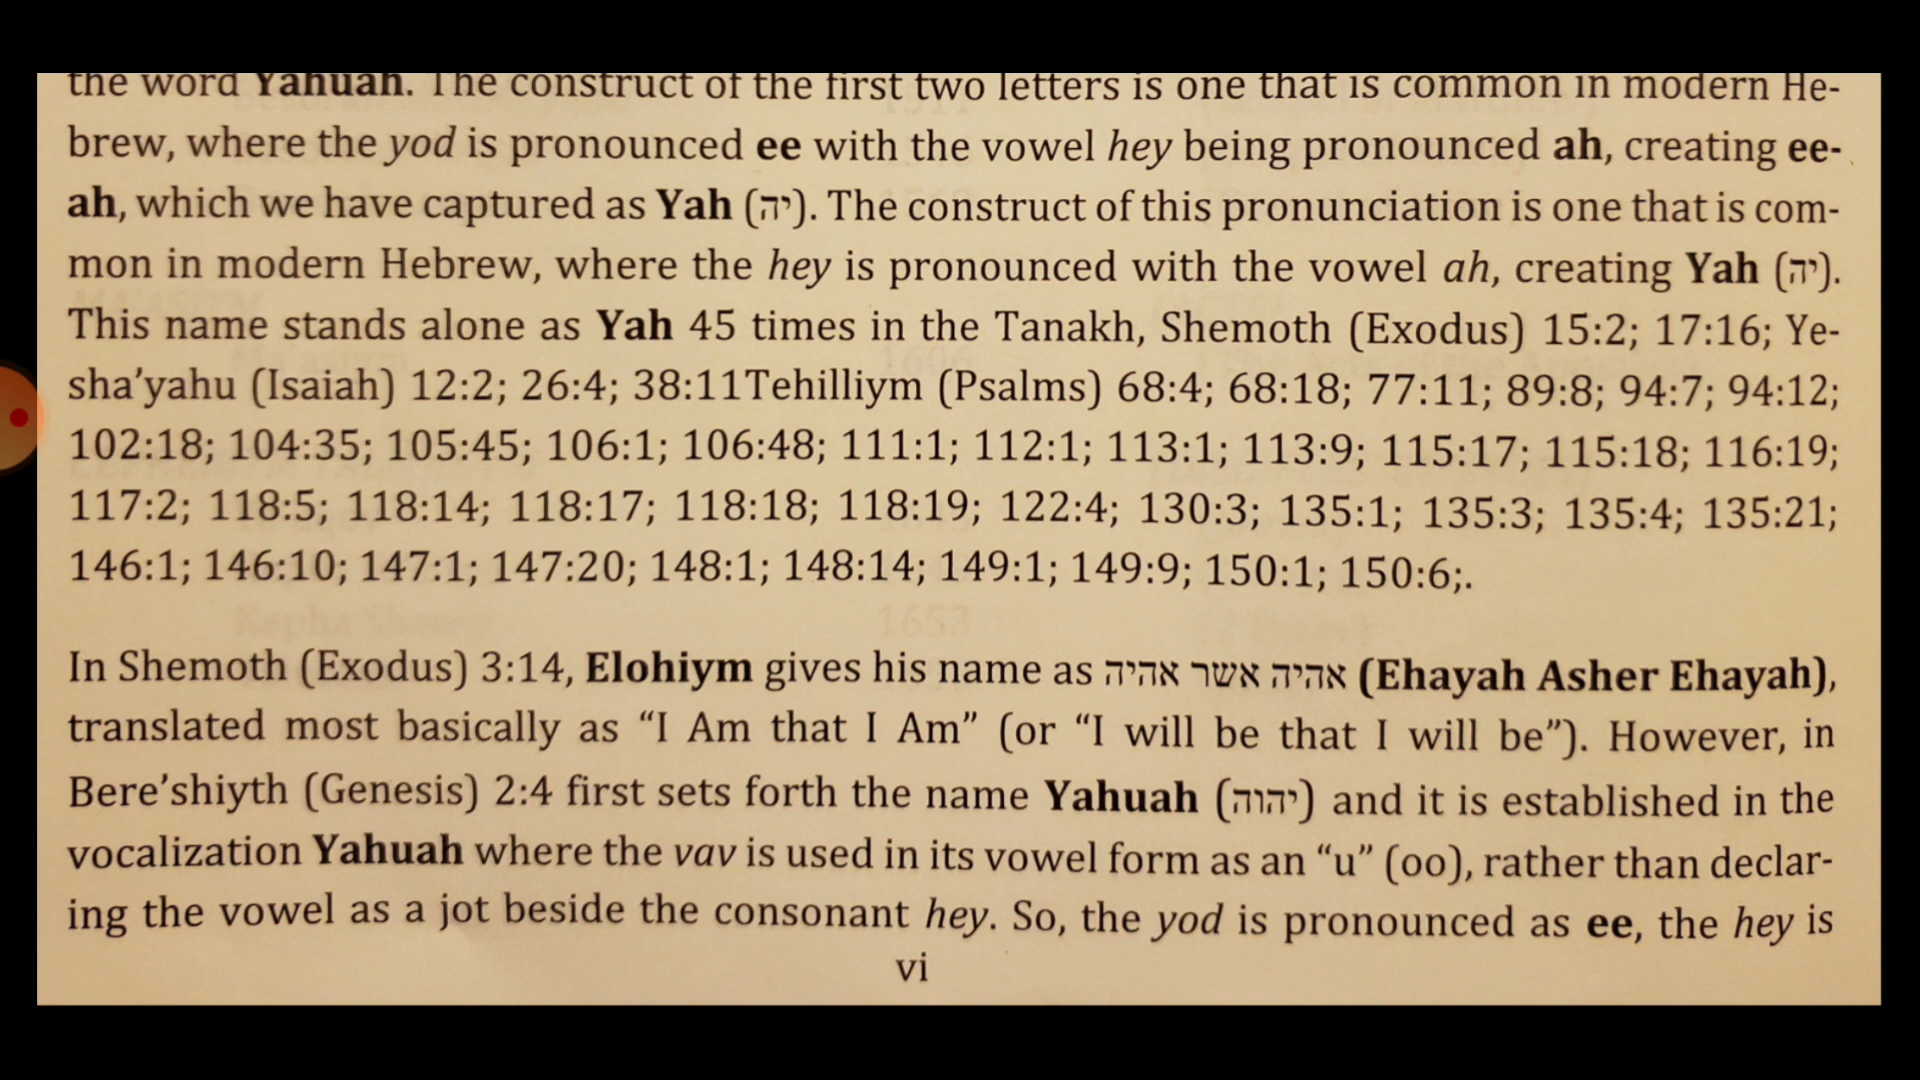 the word Yahuah. The construct of the first two letters is one that is common in modern He-
brew, where the yod is pronounced ee with the vowel hey being pronounced ah, creating ee-
ah, which we have captured as Yah (יה). The construct of this pronunciation is one that is com-
mon in modern Hebrew, where the hey is pronounced with the vowel ah, creating Yah (יה).
This name stands alone as Yah 45 times in the Tanakh, Shemoth (Exodus) 15:2; 17:16; Ye-
sha’yahu (Isaiah) 12:2; 26:4; 38:11Tehilliym (Psalms) 68:4; 68:18; 77:11; 89:8; 94:7; 94:12;
102:18; 104:35; 105:45; 106:1; 106:48; 111:1; 112:1; 113:1; 113:9; 115:17; 115:18; 116:19;
117:2; 118:5; 118:14; 118:17; 118:18; 118:19; 122:4; 130:3; 135:1; 135:3; 135:4; 135:21;
146:1; 146:10; 147:1; 147:20; 148:1; 148:14; 149:1; 149:9; 150:1; 150:6;.
In Shemoth (Exodus) 3:14, Elohiym gives his name as אהיה אשר אהיה (Ehayah Asher Ehayah),
translated most basically as “I Am that I Am” (or “I will be that I will be”). However, in
Bere’shiyth (Genesis) 2:4 first sets forth the name Yahuah (יהוה) and it is established in the
vocalization Yahuah where the vav is used in its vowel form as an “u” (oo), rather than declar-
ing the vowel as a jot beside the consonant hey. So, the yod is pronounced as ee, the hey is
vi